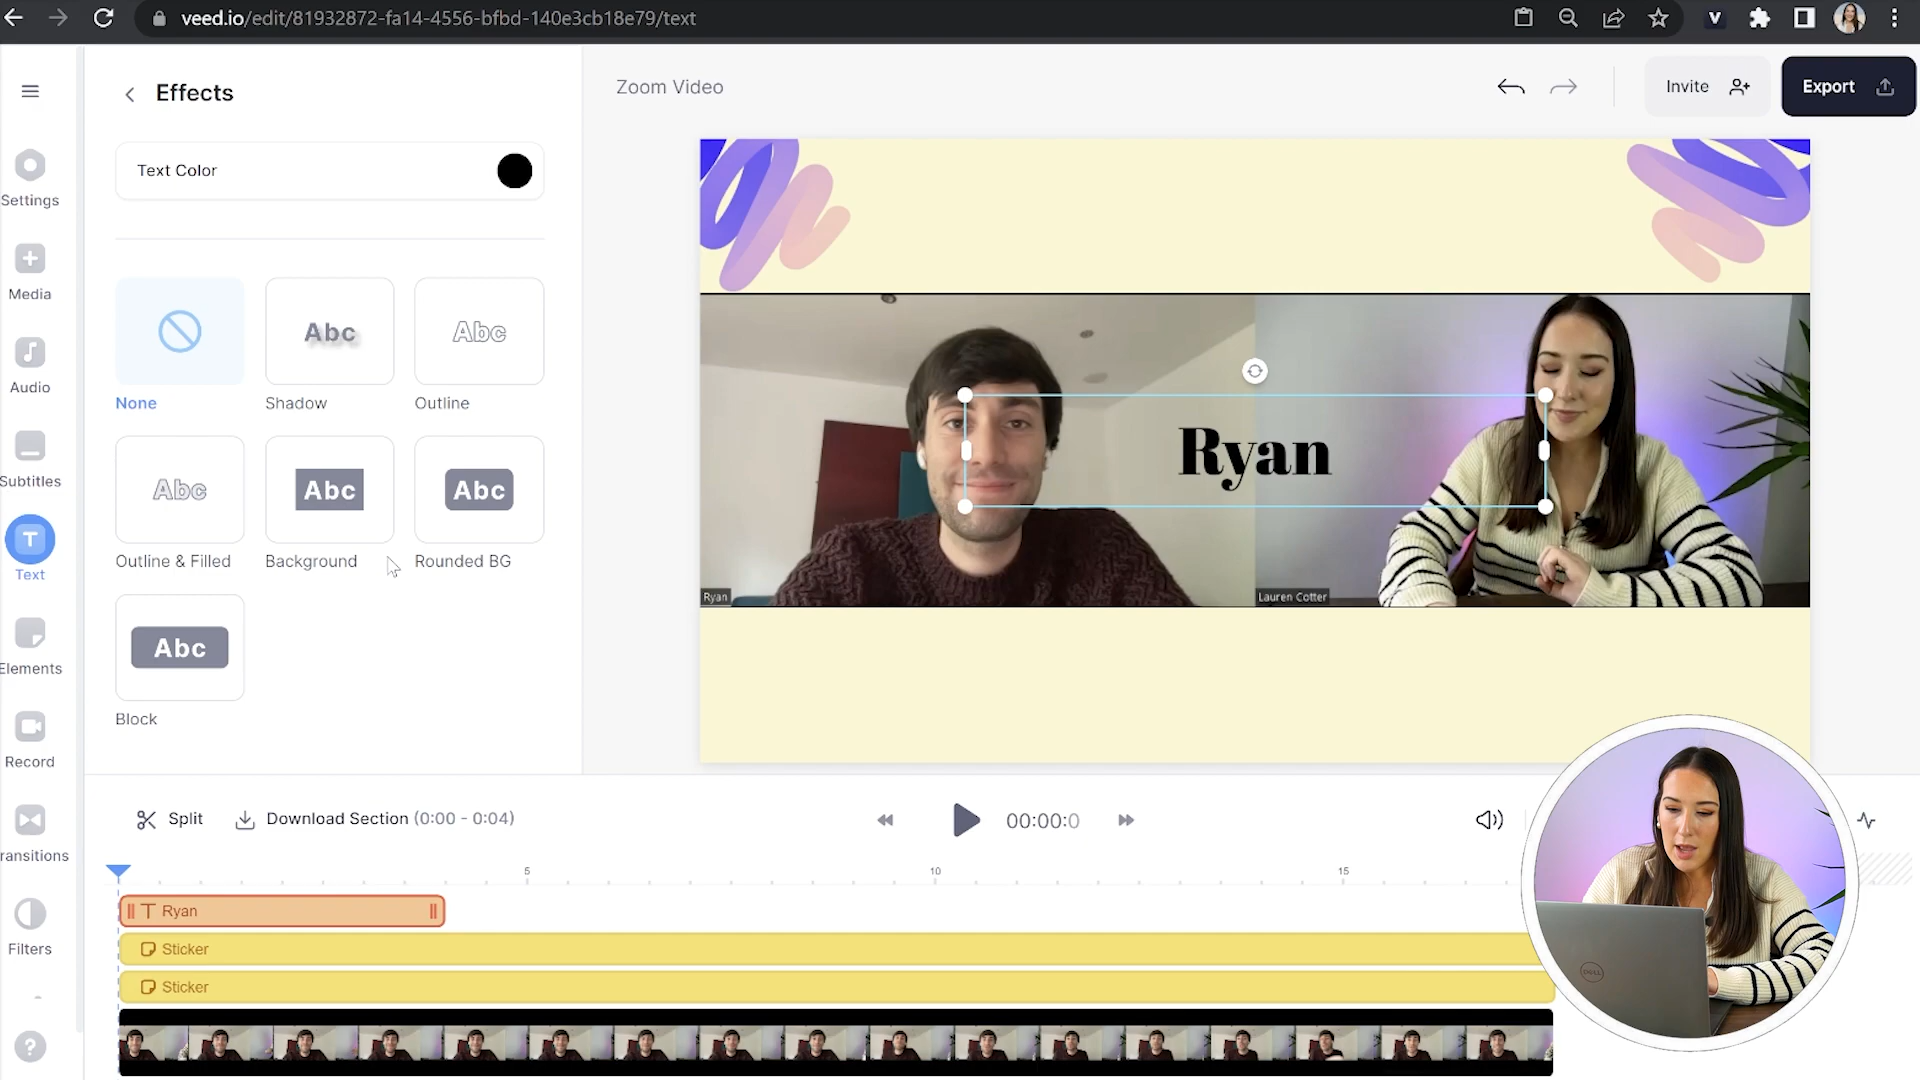 veed.io/edit/81932872-fa14-4556-bfbd-140e3cb18e79/text
V
Effects
Zoom Video
Invite
Export
Text Color
Settings
Media
Audio
Subtitles
T
Text
Elements
Record
ransitions
Filters
?
None
Abc
Shadow
Abc
Outline
Abc
Outline & Filled
Abc
Background
Abc
Rounded BG
Abc
Block
Ryan
Ryan
Lauren Cotter
Split
Download Section (0:00 - 0:04)
00:00:0
5
10
15
T Ryan
Sticker
Sticker
DELL